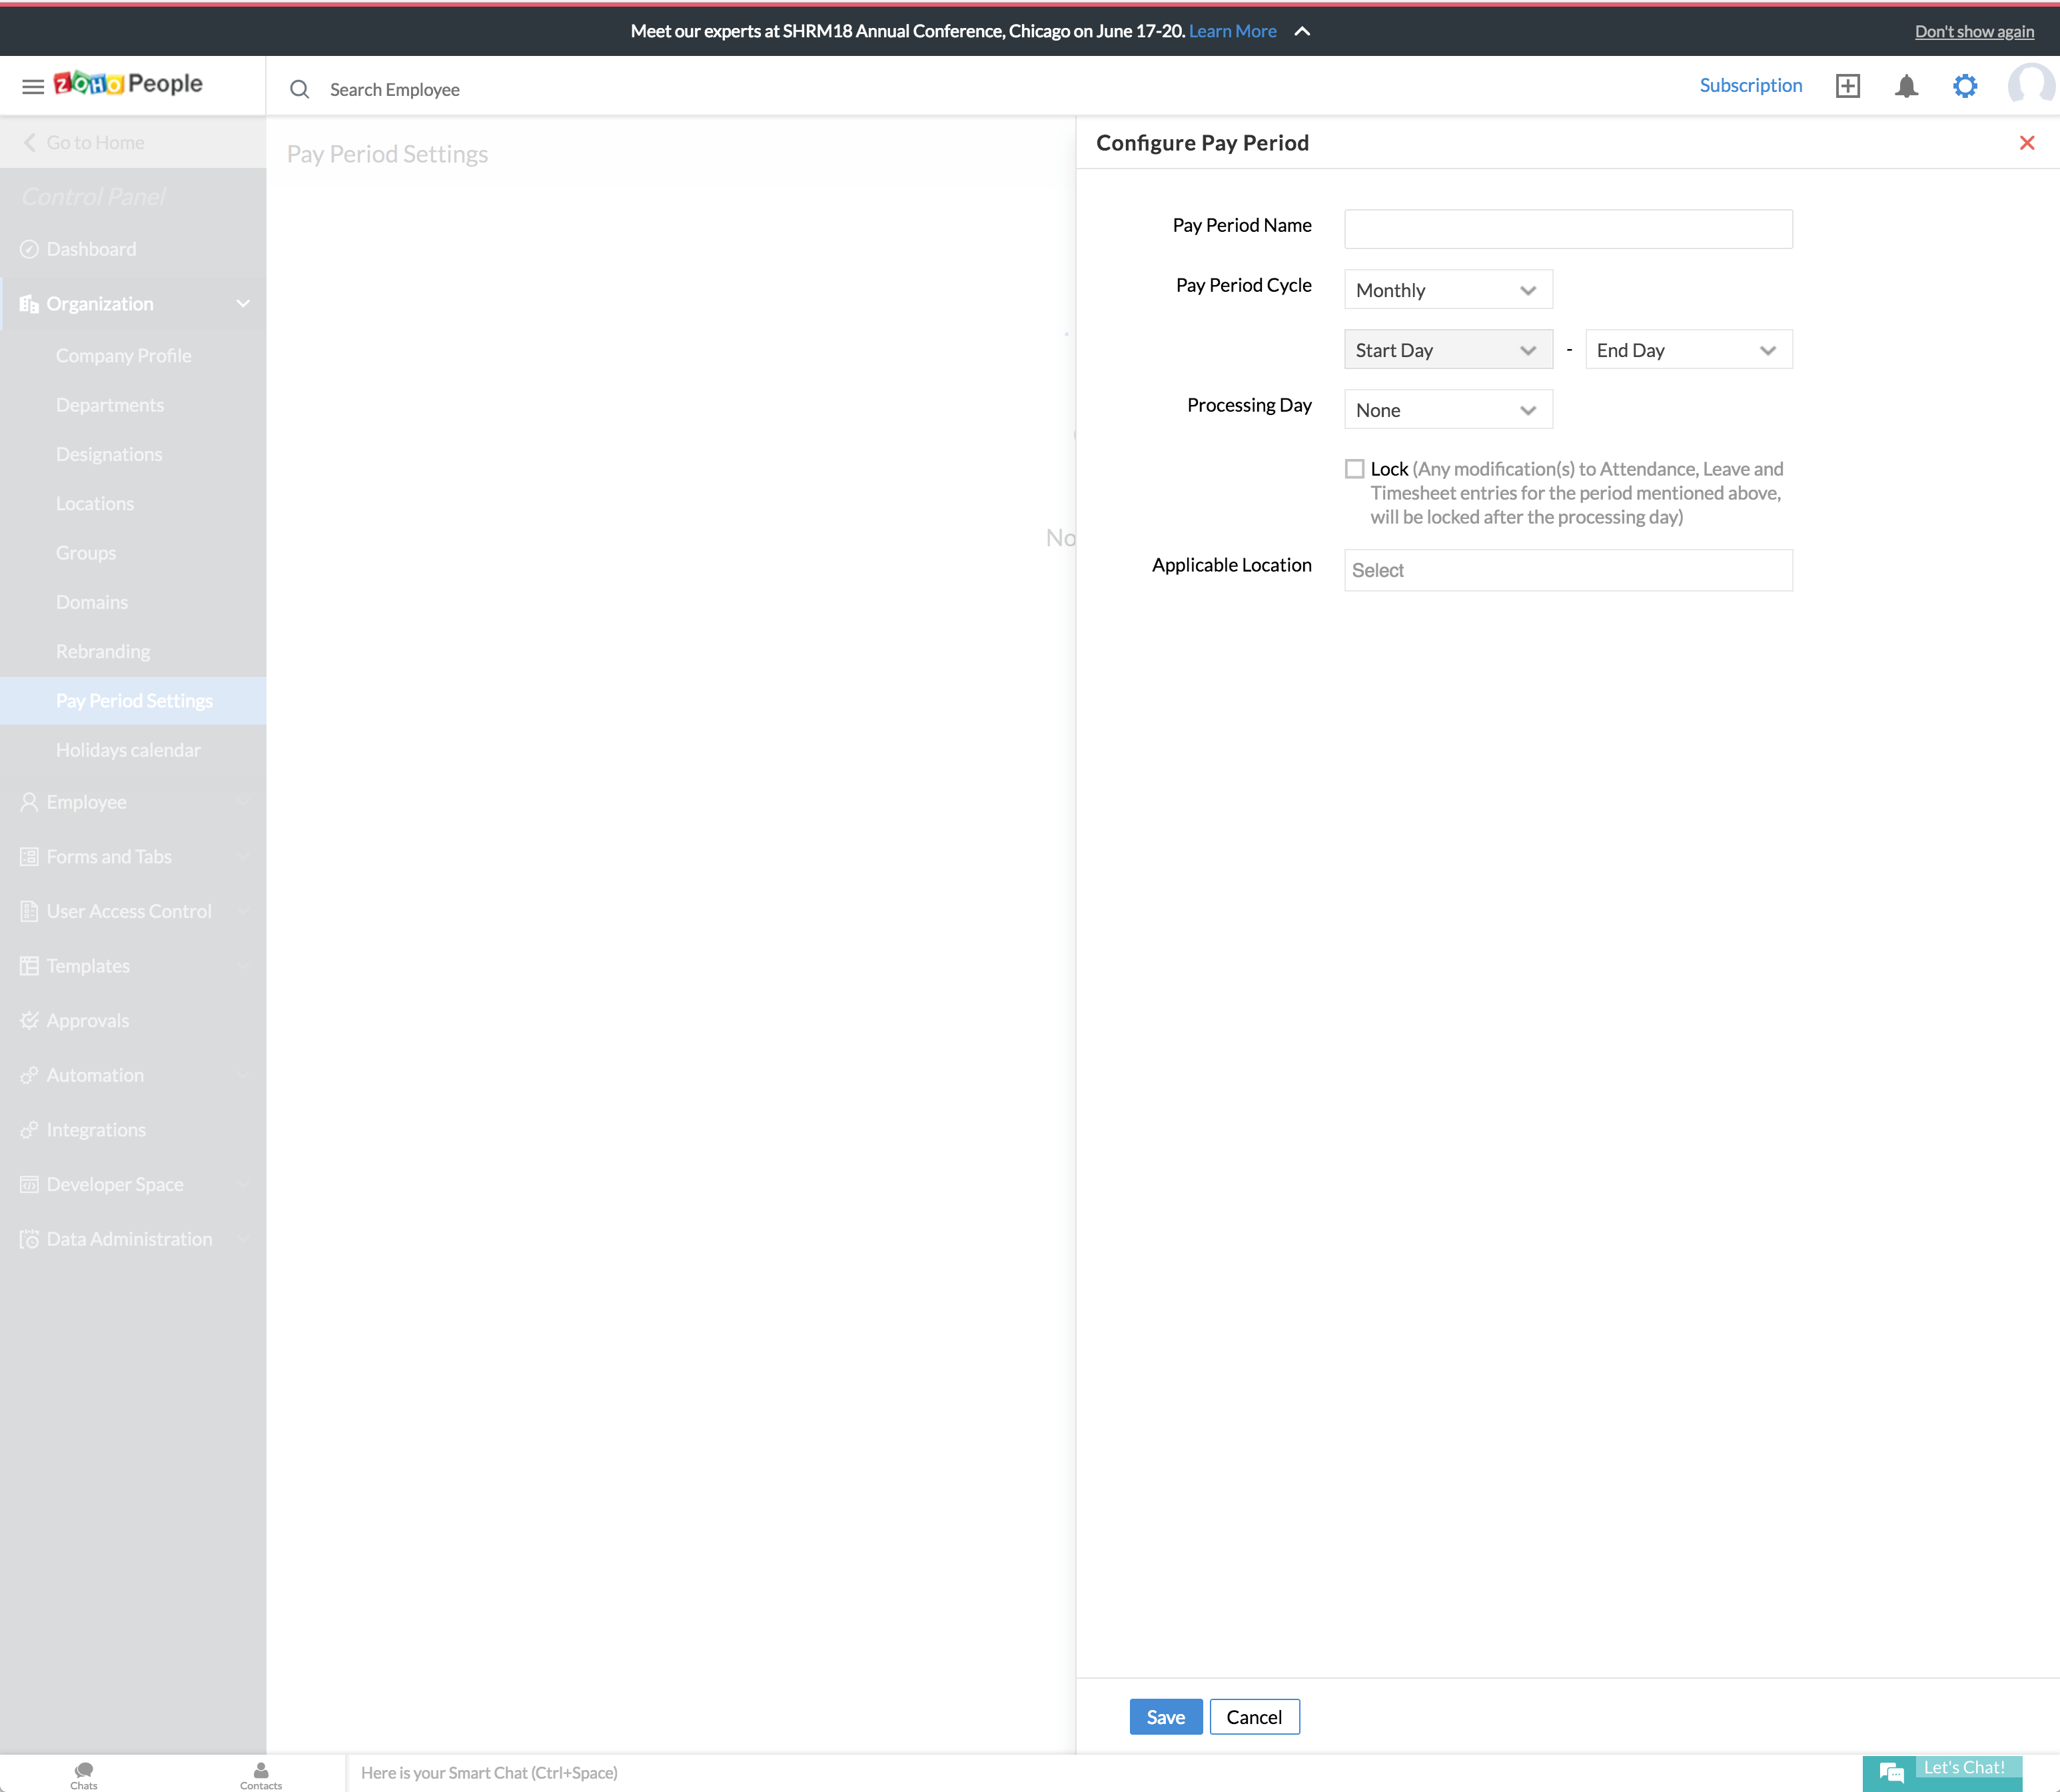 Meet our experts at SHRM18 Annual Conference, Chicago on June 17-20. Learn More
Don't show again
ZOHO People
Search Employee
Subscription
Go to Home
Control Panel
Dashboard
Organization
Company Profile
Departments
Designations
Locations
Groups
Domains
Rebranding
Pay Period Settings
Holidays calendar
Employee
Forms and Tabs
User Access Control
Templates
Approvals
Automation
Integrations
Developer Space
Data Administration
Pay Period Settings
No
Configure Pay Period
Pay Period Name
Pay Period Cycle
Monthly
Start Day - End Day
Processing Day
None
Lock (Any modification(s) to Attendance, Leave and
Timesheet entries for the period mentioned above,
will be locked after the processing day)
Applicable Location
Select
Save
Cancel
Chats
Contacts
Here is your Smart Chat (Ctrl+Space)
Let's Chat!